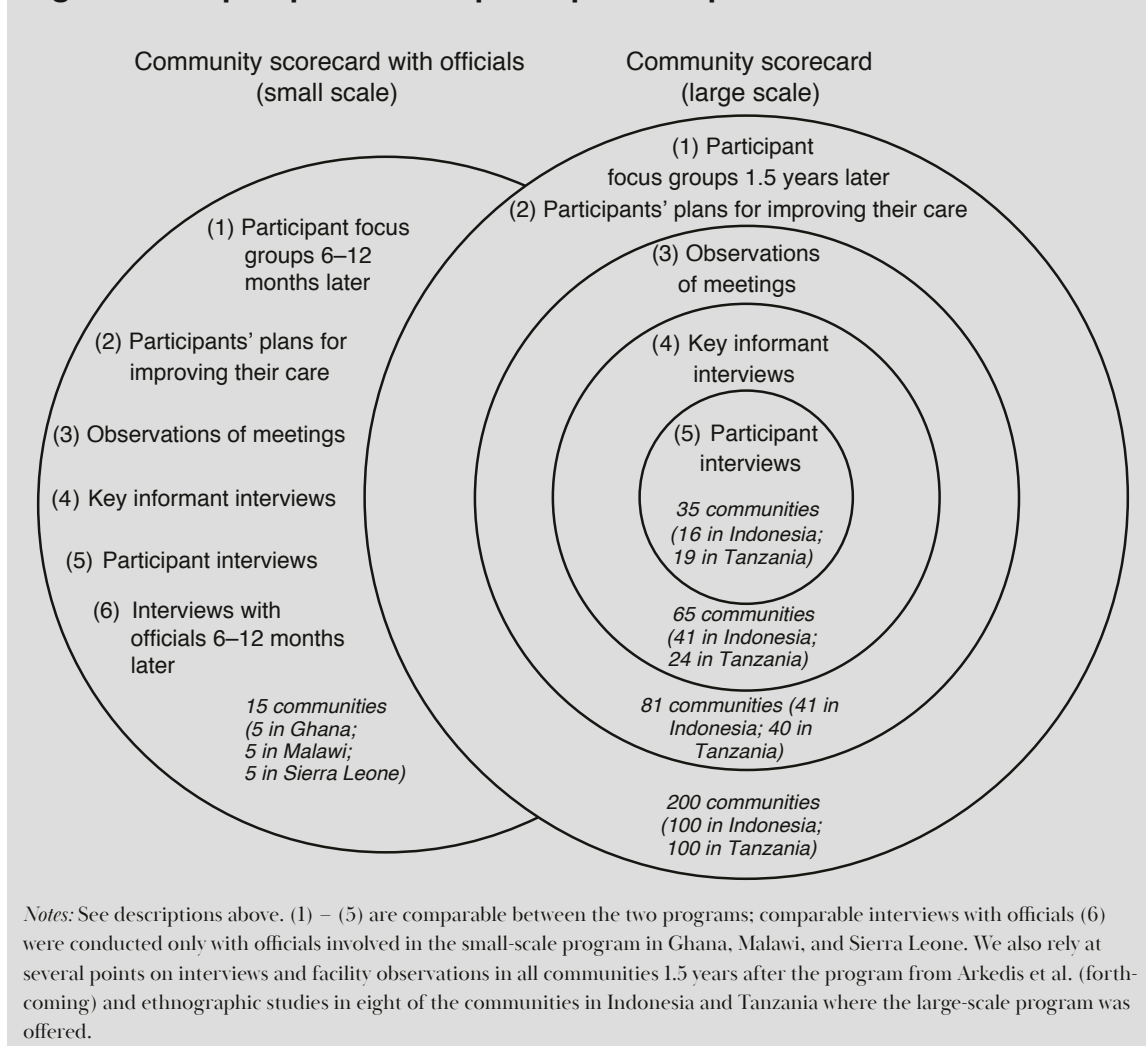 Community scorecard with officials
(small scale)
Community scorecard
(large scale)
(1) Participant focus
groups 6–12
months later
(2) Participants’ plans for
improving their care
(3) Observations of meetings
(4) Key informant interviews
(5) Participant interviews
(6) Interviews with
officials 6–12 months
later
15 communities
(5 in Ghana;
5 in Malawi;
5 in Sierra Leone)
(1) Participant
focus groups 1.5 years later
(2) Participants’ plans for improving their care
(3) Observations
of meetings
(4) Key informant
interviews
(5) Participant
interviews
35 communities
(16 in Indonesia;
19 in Tanzania)
65 communities
(41 in Indonesia;
24 in Tanzania)
81 communities (41 in
Indonesia; 40 in
Tanzania)
200 communities
(100 in Indonesia;
100 in Tanzania)
Notes: See descriptions above. (1) – (5) are comparable between the two programs; comparable interviews with officials (6)
were conducted only with officials involved in the small-scale program in Ghana, Malawi, and Sierra Leone. We also rely at
several points on interviews and facility observations in all communities 1.5 years after the program from Arkedis et al. (forth-
coming) and ethnographic studies in eight of the communities in Indonesia and Tanzania where the large-scale program was
offered.